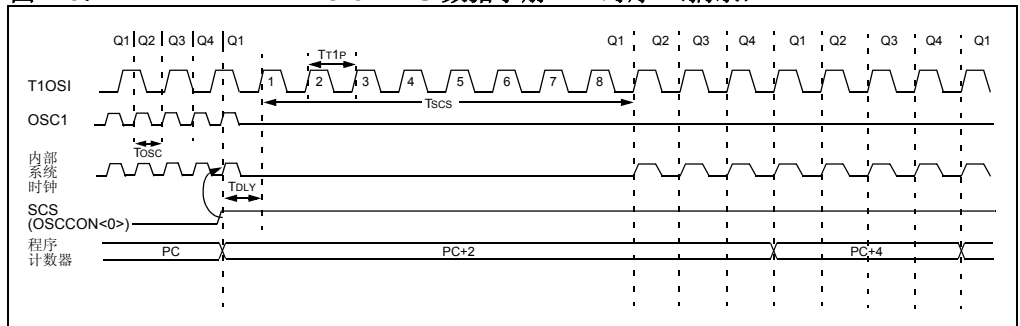 Q1 Q2 Q3 Q4 Q1 Q1 Q2 Q3 Q4 Q1 Q2 Q3 Q4 Q1
TT1P
T1OSI
1 2 3 4 5 6 7 8
TSCS
OSC1
TOSC
内部
系统
时钟
TDLY
SCS
(OSCCON<0>)
程序
计数器
PC PC+2 PC+4